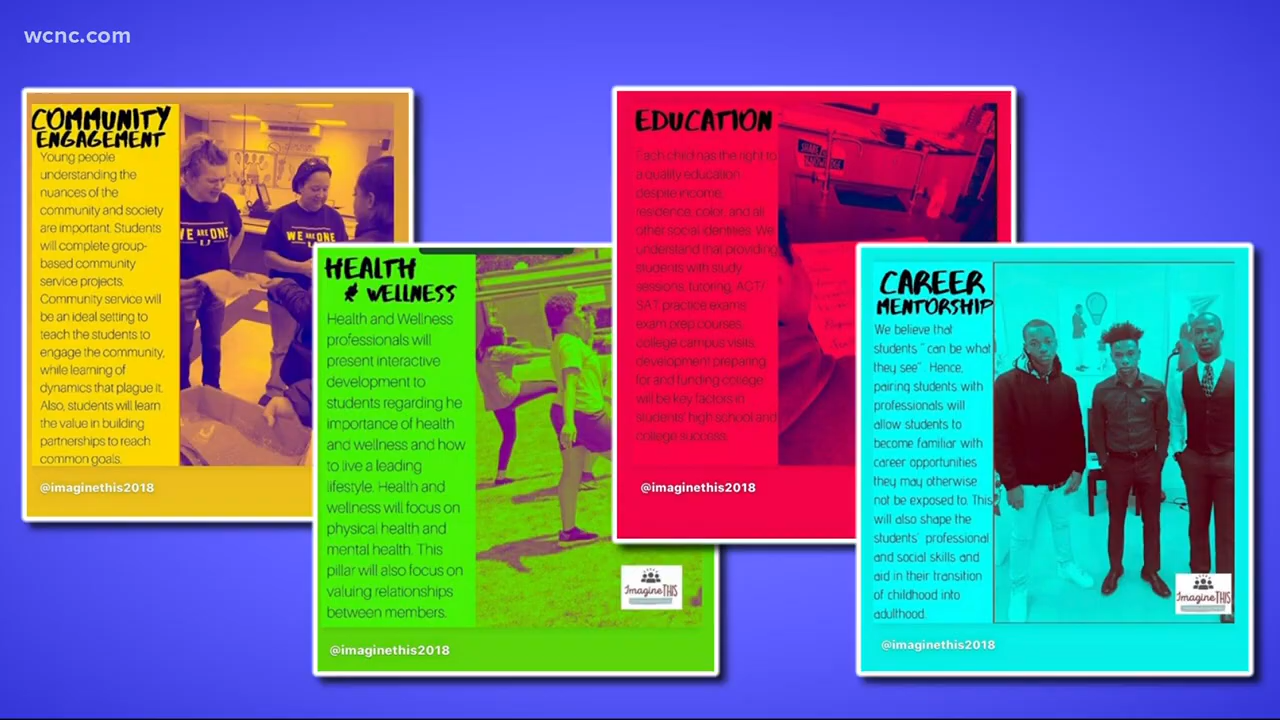 wcnc.com
COMMUNITY
ENGAGEMENT
Young people
understanding the
nuances of the
community and society
are important. Students
will complete group-
based community
service projects.
Community service will
be an ideal setting to
teach the students to
engage the community,
while learning of
dynamics that plague it.
Also, students will learn
the value in building
partnerships to reach
common goals.
WE ARE ONE
WE ARE ONE
@imaginethis2018
HEALTH
& WELLNESS
Health and Wellness
professionals will
present interactive
development to
students regarding he
importance of health
and wellness and how
to live a leading
lifestyle. Health and
wellness will focus on
physical health and
mental health. This
pillar will also focus on
valuing relationships
between members.
ImagineTHIS
@imaginethis2018
EDUCATION
Each child has the right to
a quality education
despite income,
residence, color, and all
other social identities. We
understand that providing
students with study
sessions, tutoring, ACT/
SAT practice exams
exam prep courses,
college campus visits,
development preparing
for and funding college
will be key factors in
students' high school and
college success.
@imaginethis2018
CAREER
MENTORSHIP
We believe that
students "can be what
they see". Hence,
pairing students with
professionals will
allow students to
become familiar with
career opportunities
they may otherwise
not be exposed to. This
will also shape the
students' professional
and social skills and
aid in their transition
of childhood into
adulthood.
ImagineTHIS
@imaginethis2018